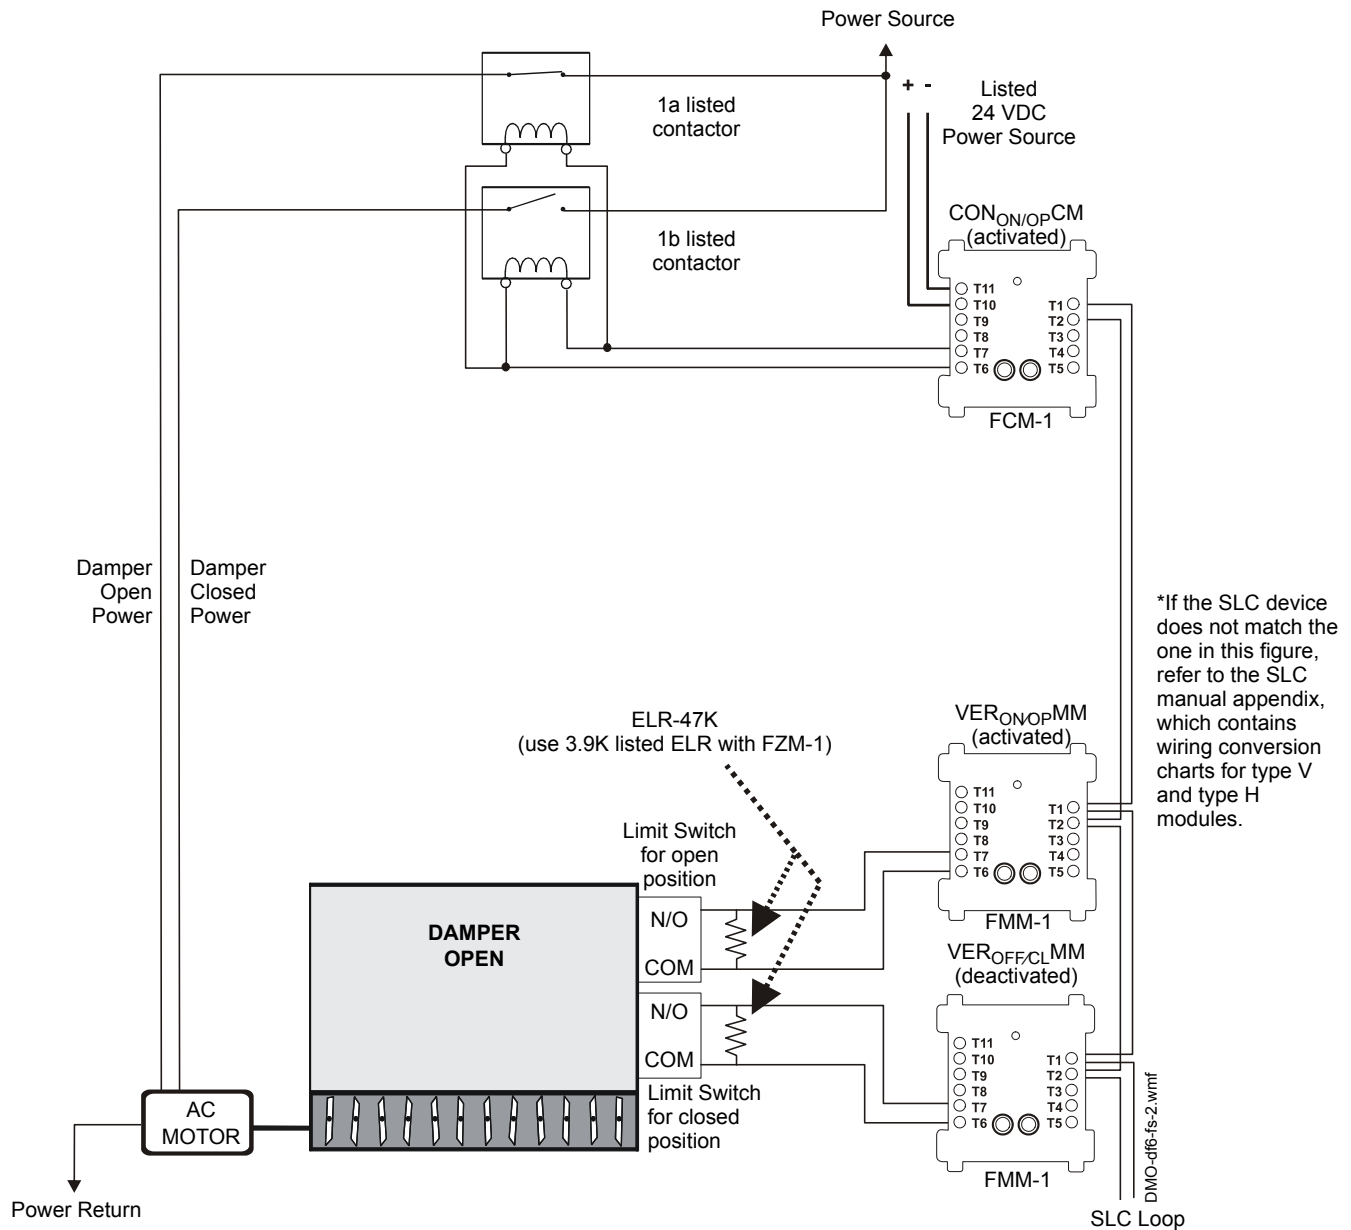 Power Source
+ -
Listed
24 VDC
Power Source
1a listed
contactor
1b listed
contactor
CONON/OPCM
(activated)
T11
T10
T9
T8
T7
T6
T1
T2
T3
T4
T5
FCM-1
Damper
Open
Power
Damper
Closed
Power
*If the SLC device
does not match the
one in this figure,
refer to the SLC
manual appendix,
which contains
wiring conversion
charts for type V
and type H
modules.
ELR-47K
(use 3.9K listed ELR with FZM-1)
VERON/OPMM
(activated)
T11
T10
T9
T8
T7
T6
T1
T2
T3
T4
T5
FMM-1
Limit Switch
for open
position
N/O
COM
DAMPER
OPEN
N/O
COM
Limit Switch
for closed
position
VEROFF/CLMM
(deactivated)
T11
T10
T9
T8
T7
T6
T1
T2
T3
T4
T5
FMM-1
AC
MOTOR
Power Return
SLC Loop
DMO-df6-fs-2.wmf